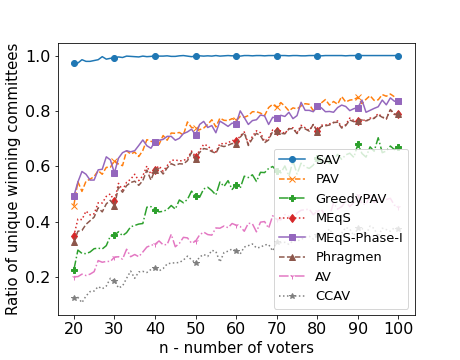 Ratio of unique winning committees
1.0
0.8
0.6
0.4
0.2
SAV
PAV
GreedyPAV
MEqS
MEqS-Phase-I
Phragmen
AV
CCAV
20 30 40 50 60 70 80 90 100
n - number of voters